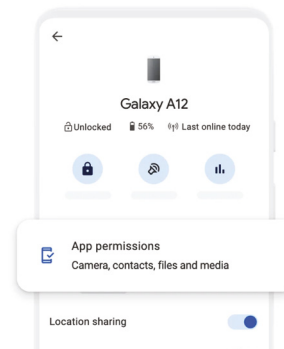 Galaxy A12
Unlocked 56% Last online today
App permissions
Camera, contacts, files and media
Location sharing